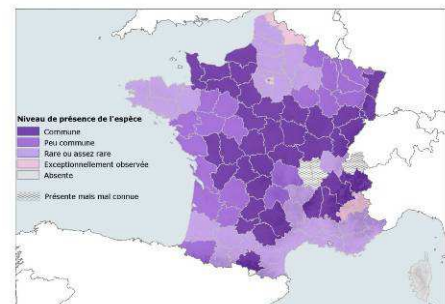 Niveau de présence de l'espèce
Commune
Peu commune
Rare ou assez rare
Exceptionnellement observée
Absente
Présente mais mal connue